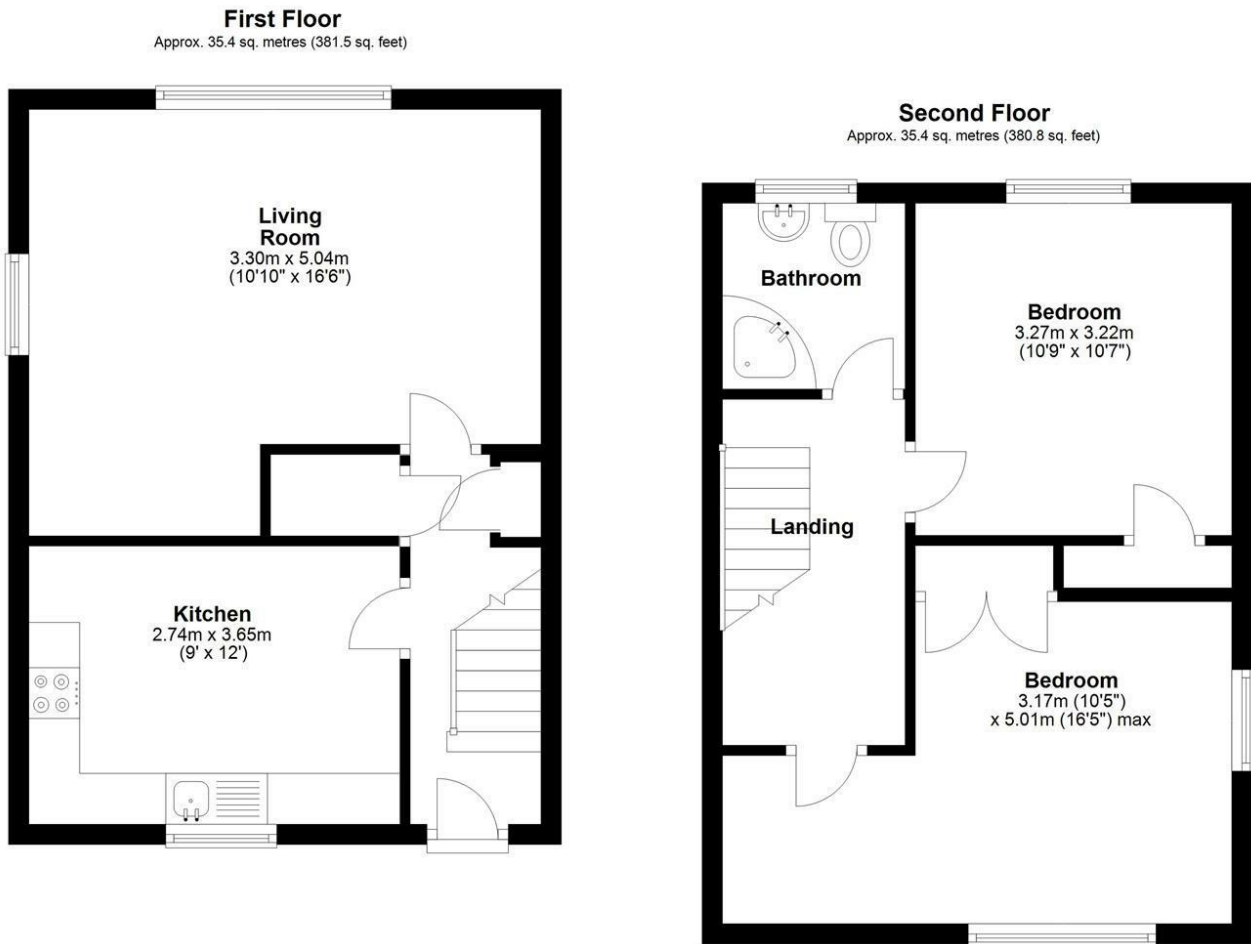 First Floor
Approx. 35.4 sq. metres (381.5 sq. feet)
Living
Room
3.30m x 5.04m
(10'10" x 16'6")
Kitchen
2.74m x 3.65m
(9' x 12')
Second Floor
Approx. 35.4 sq. metres (380.8 sq. feet)
Bathroom
Bedroom
3.27m x 3.22m
(10'9" x 10'7")
Landing
Bedroom
3.17m (10'5")
x 5.01m (16'5") max